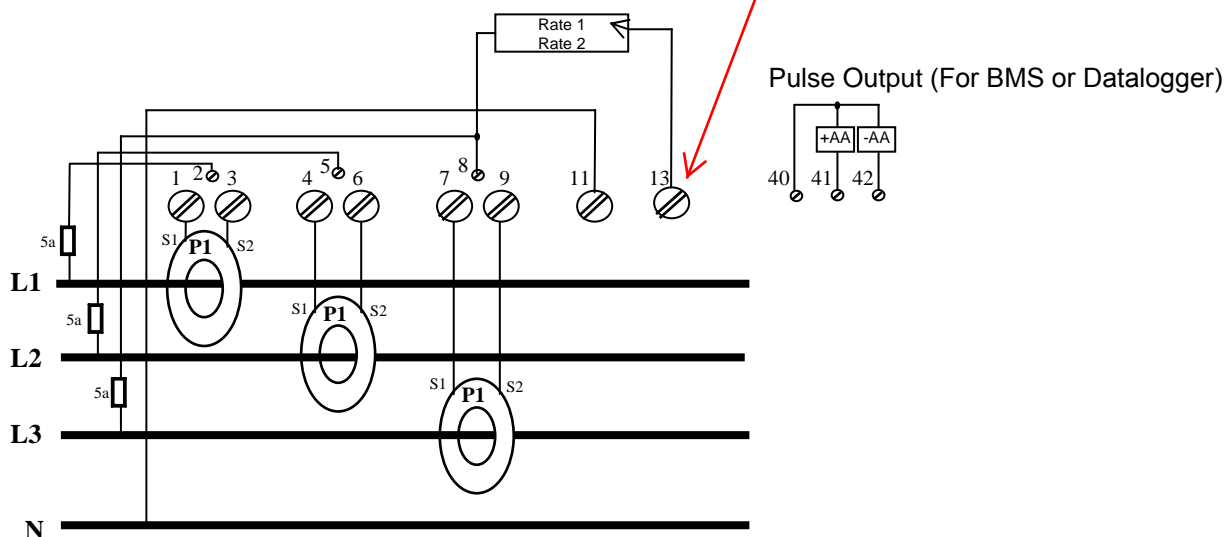 Rate 1
Rate 2
Pulse Output (For BMS or Datalogger)
+AA -AA
1 2 3 4 5 6 7 8 9 11 13 40 41 42
5a S1 P1 S2
L1
5a S1 P1 S2
L2
5a S1 P1 S2
L3
N